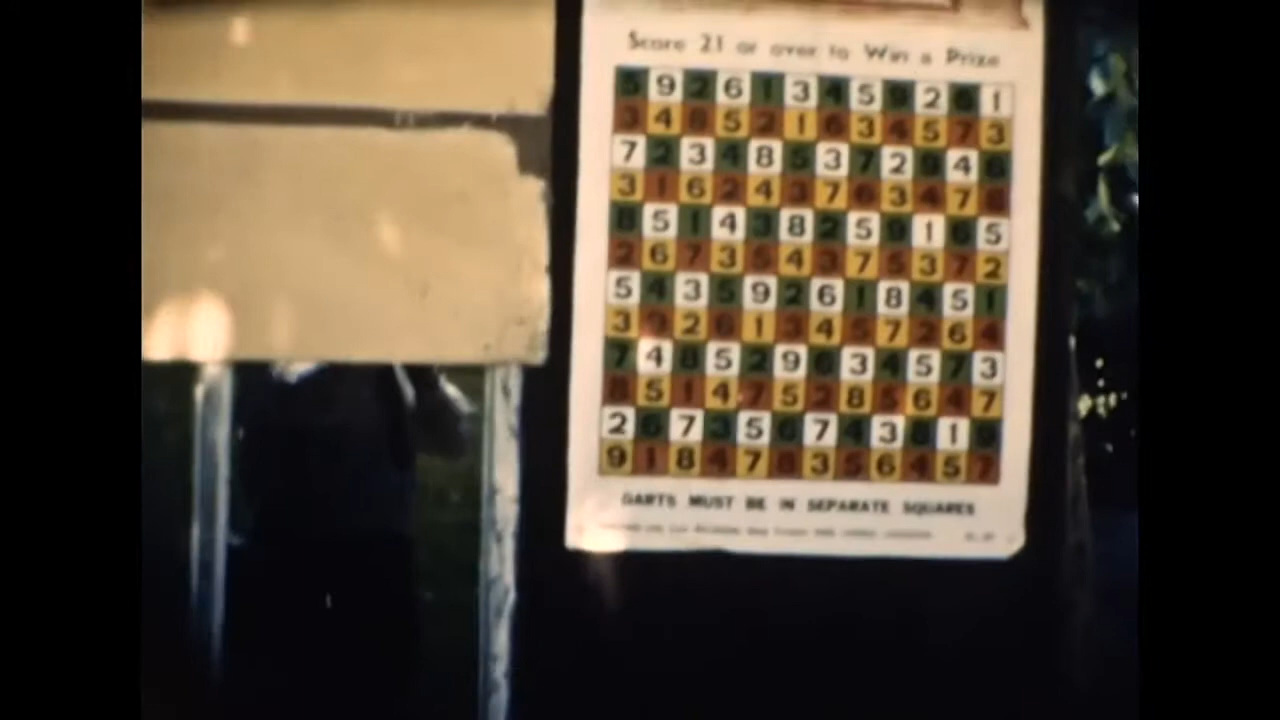 Score 21 or over to Win a Prize
5 9 2 6 1 3 4 5 9 2 6 1
3 4 8 5 2 1 6 3 4 5 7 3
7 2 3 4 8 5 3 7 2 9 4 6
3 1 6 2 4 3 7 6 3 4 7 8
8 5 1 4 3 8 2 5 9 1 6 5
2 6 7 3 5 4 3 7 5 3 7 2
5 4 3 5 9 2 6 1 8 4 5 1
3 9 2 6 1 3 4 5 7 2 6 4
7 4 8 5 2 9 6 3 4 5 7 3
8 5 1 4 7 5 2 8 5 6 4 7
2 6 7 3 5 6 7 4 3 8 1 9
9 1 8 4 7 8 3 5 6 4 5 7
DARTS MUST BE IN SEPARATE SQUARES